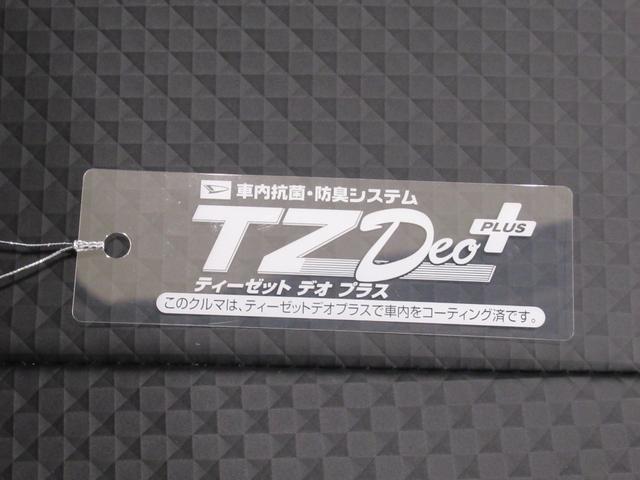 車内抗菌・防臭システム
TZ Deo PLUS
ティーゼット デオ プラス
このクルマは、ティーゼットデオプラスで車内をコーティング済です。